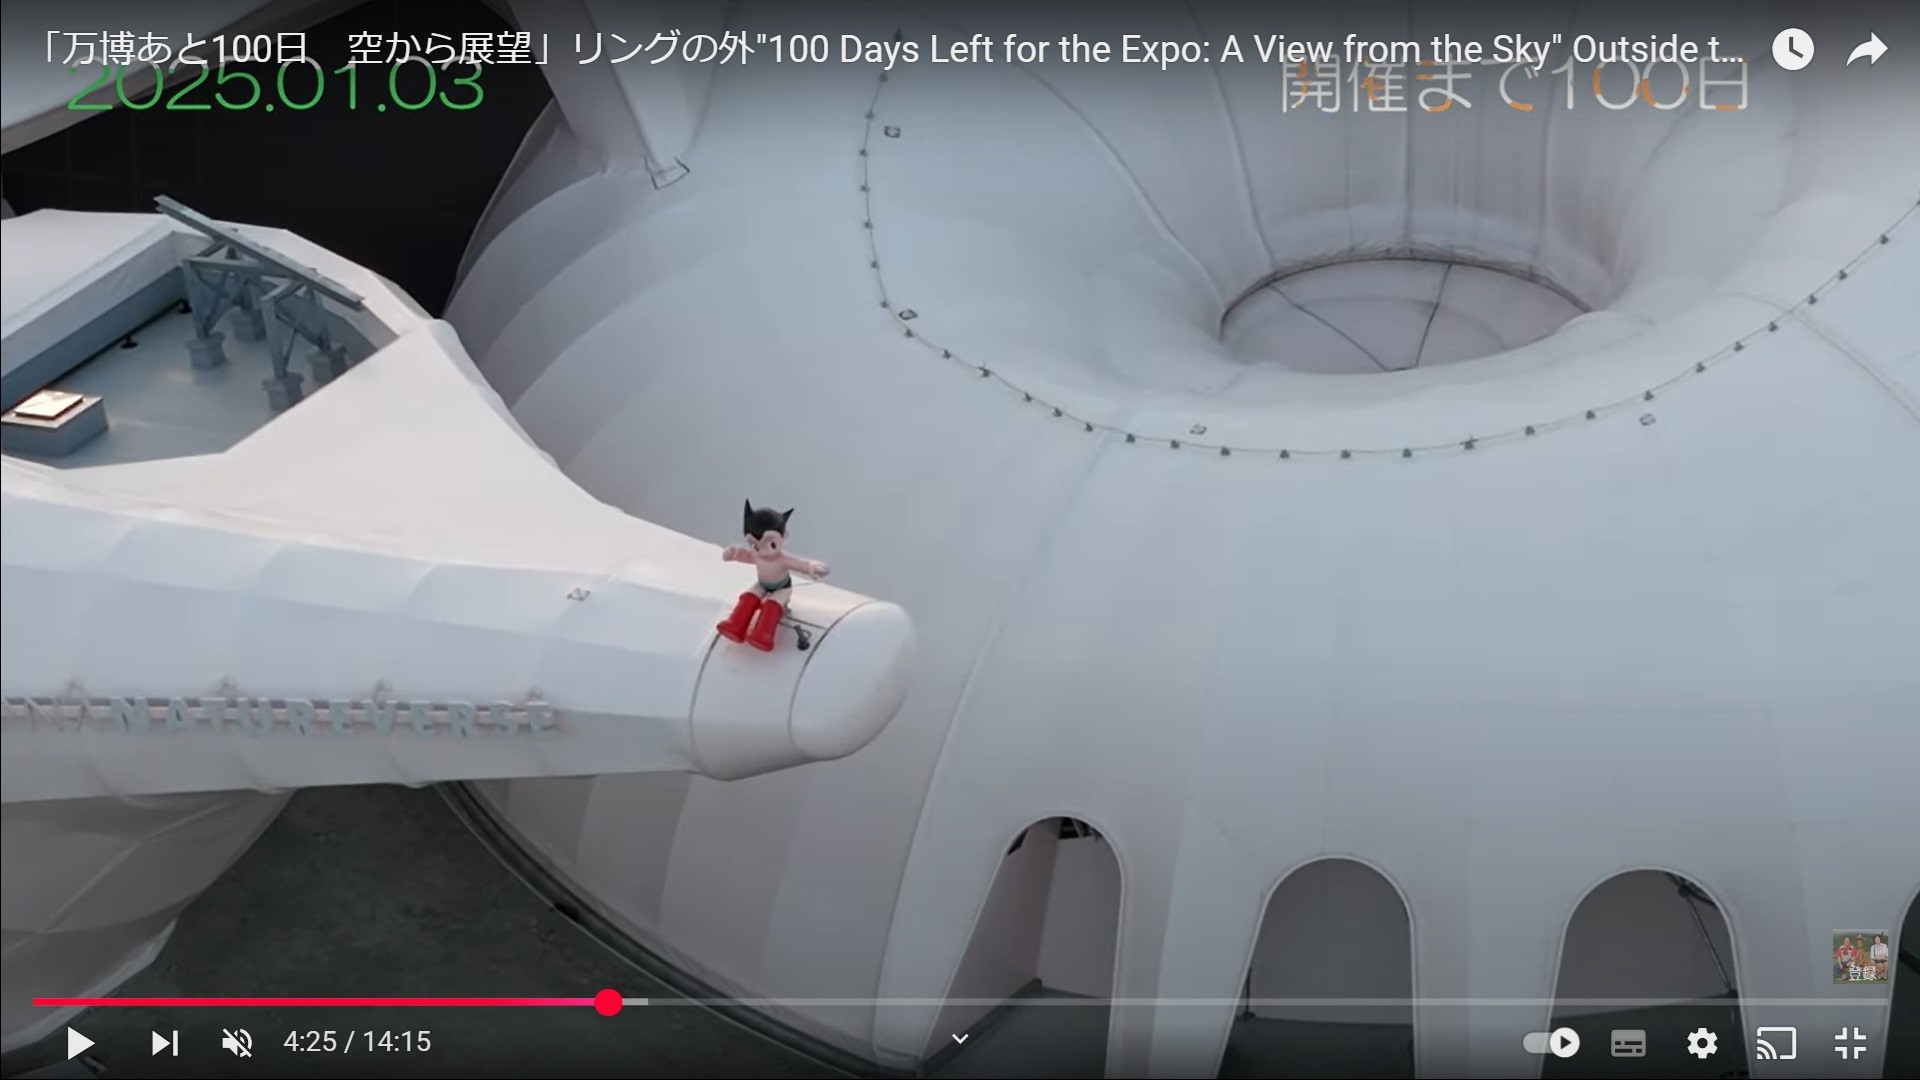 「万博あと100日　空から展望」リングの外"100 Days Left for the Expo: A View from the Sky" Outside t...
2025.01.03
開催まで100日
NATUREVERSE
登録
4:25 / 14:15